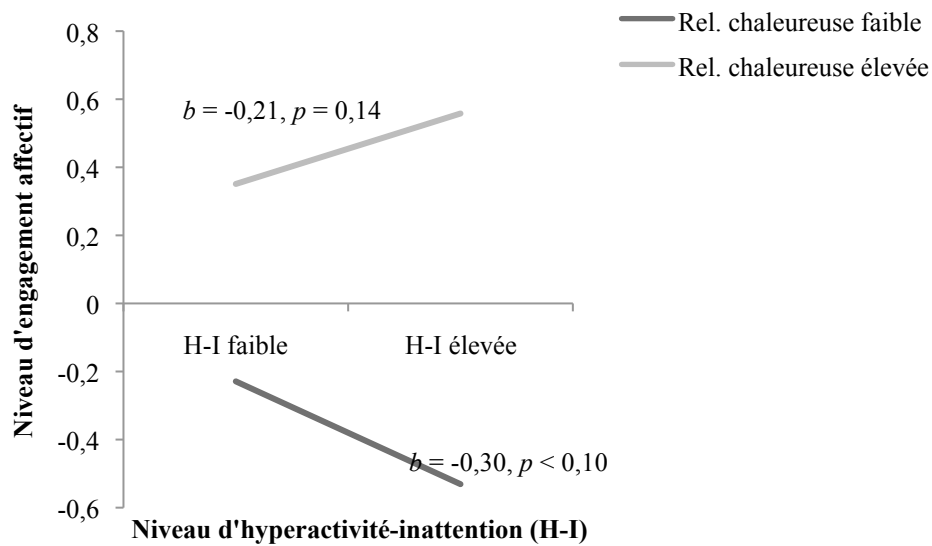 Rel. chaleureuse faible
Rel. chaleureuse élevée
Niveau d'engagement affectif
0,8
0,6
0,4
0,2
0
-0,2
-0,4
-0,6
b = -0,21, p = 0,14
H-I faible
H-I élevée
b = -0,30, p < 0,10
Niveau d'hyperactivité-inattention (H-I)